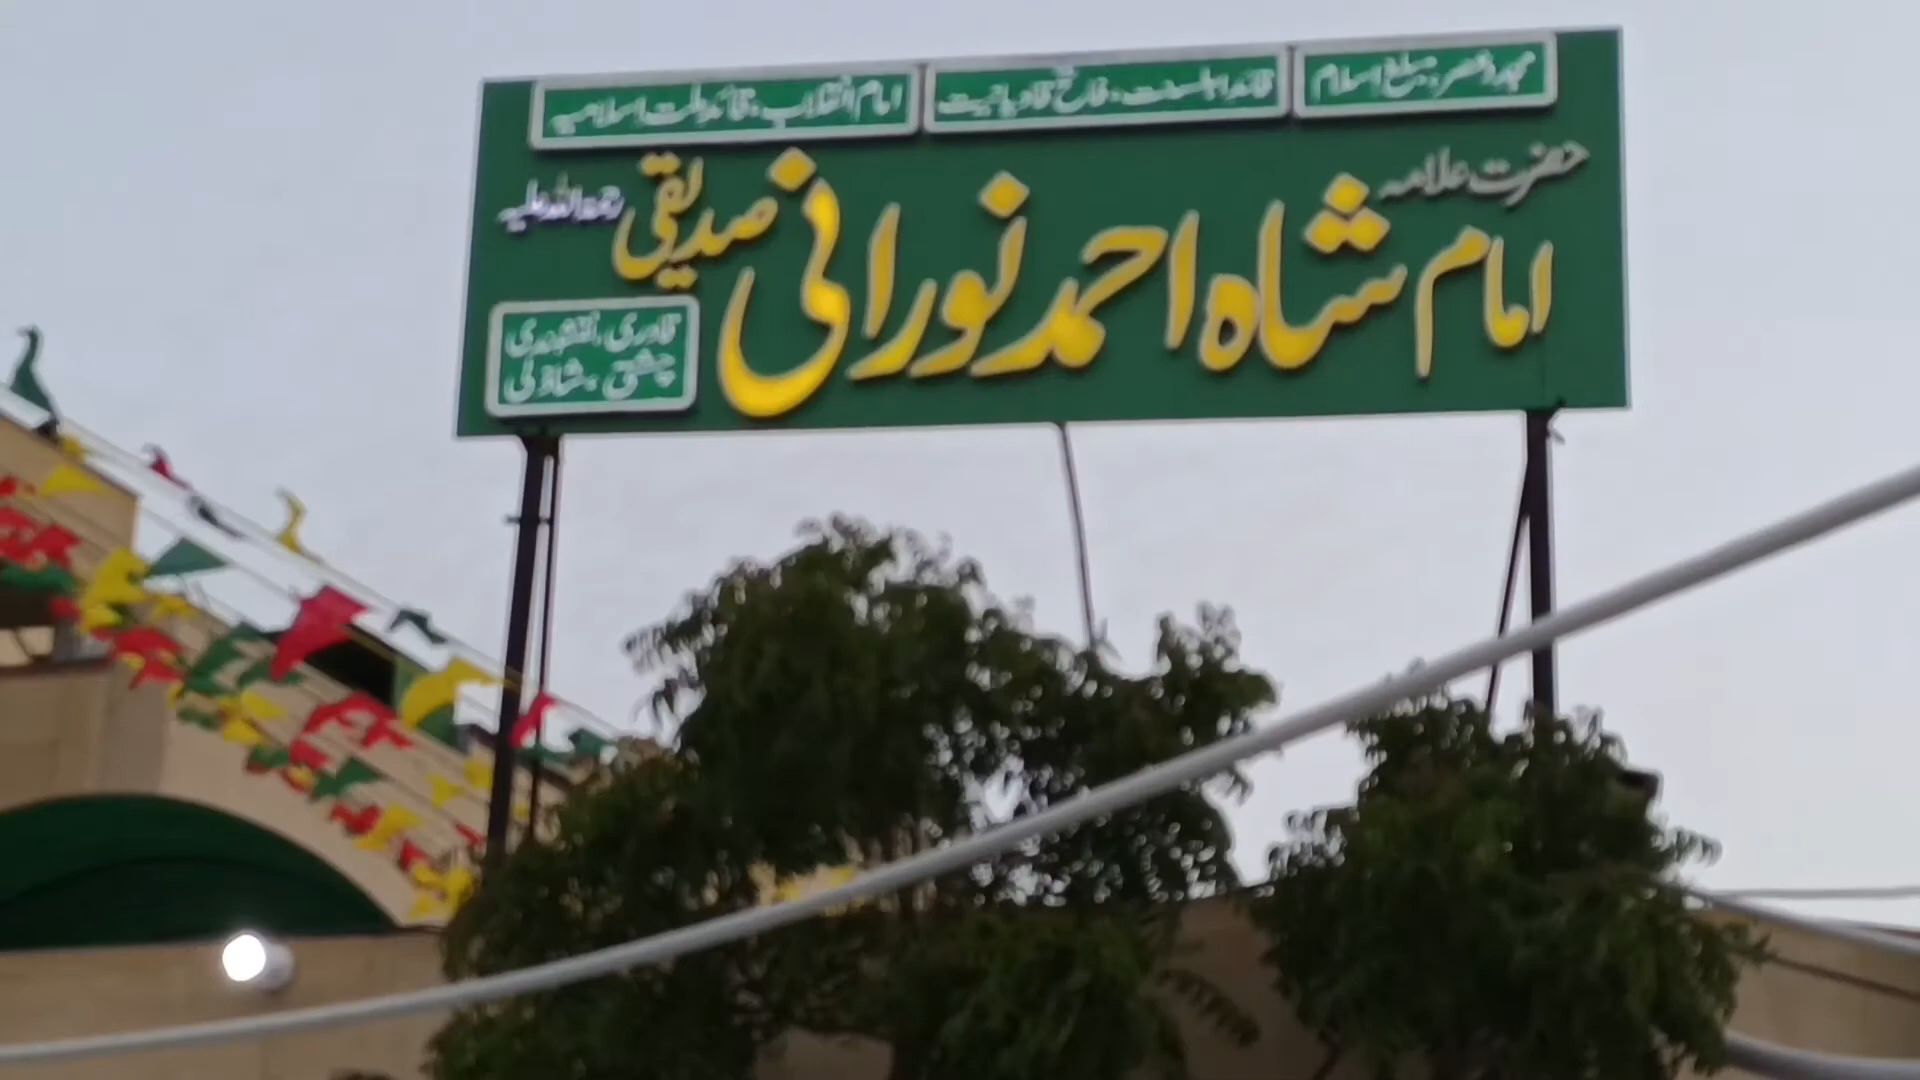 مجدد عصر، مبلغ اسلام
قائد اہلسنت، فاتح قادیانیت
امام انقلاب، قائد ملت اسلامیہ
حضرت علامہ
امام شاہ احمد نورانی صدیقی
رحمۃ اللہ علیہ
قادری، نقشبندی
چشتی، شاذلی